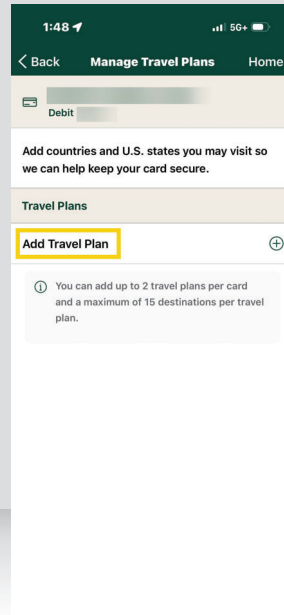 1:48 5G+
Back Manage Travel Plans Home
Debit
Add countries and U.S. states you may visit so
we can help keep your card secure.
Travel Plans
Add Travel Plan
You can add up to 2 travel plans per card
and a maximum of 15 destinations per travel
plan.